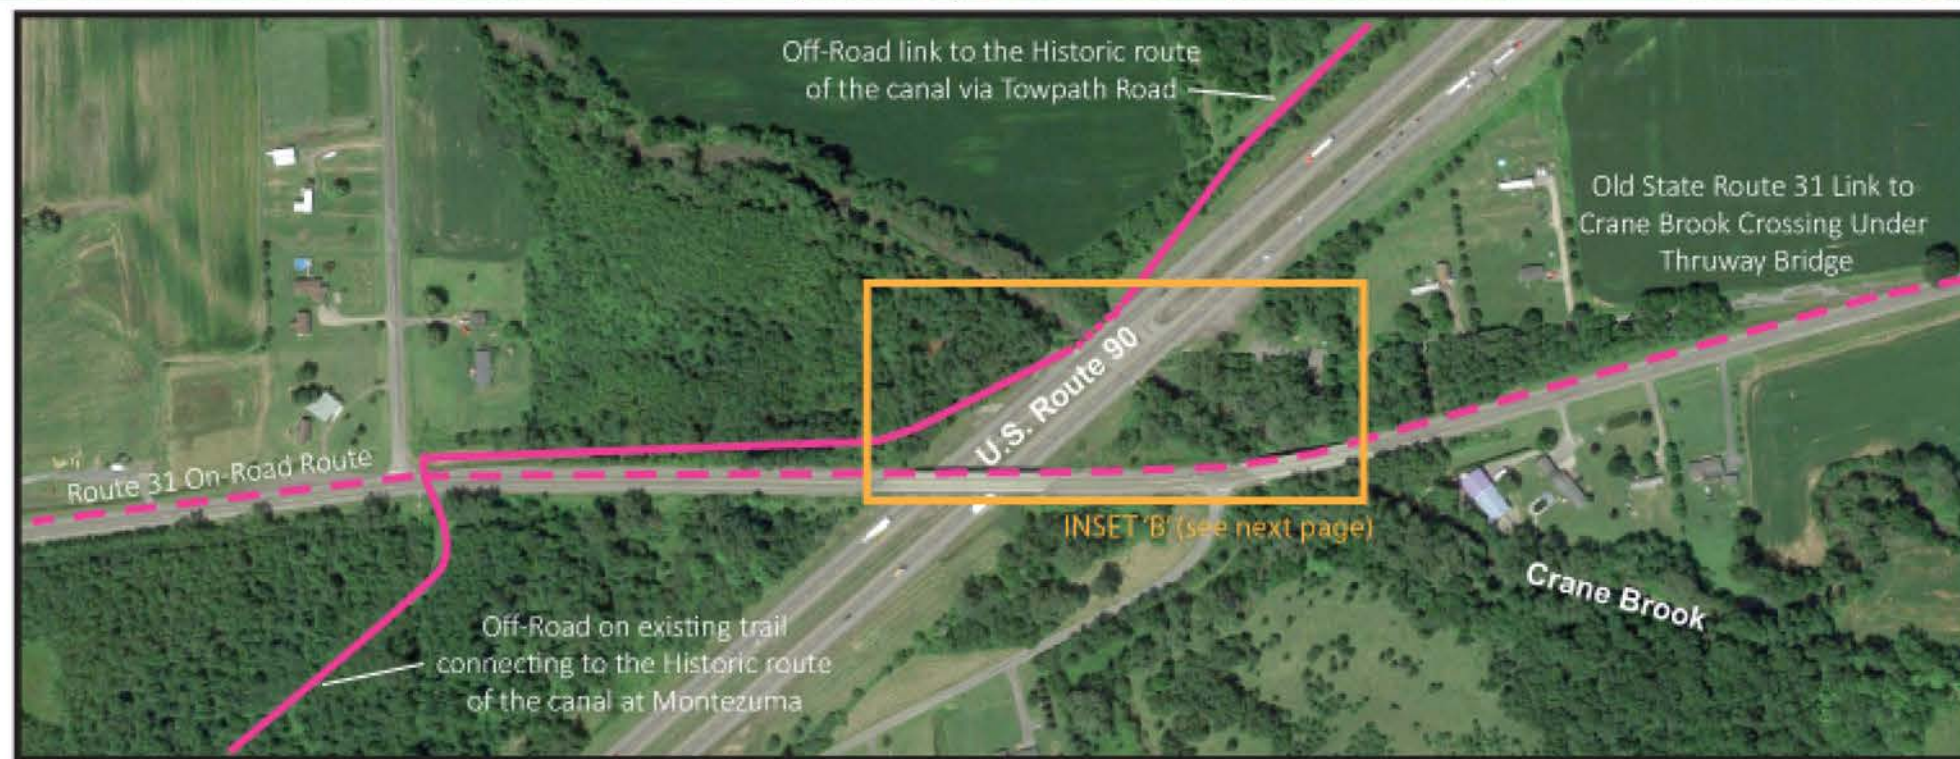 Off-Road link to the Historic route
of the canal via Towpath Road
Old State Route 31 Link to
Crane Brook Crossing Under
Thruway Bridge
U.S. Route 90
Route 31 On-Road Route
INSET 'B' (see next page)
Crane Brook
Off-Road on existing trail
connecting to the Historic route
of the canal at Montezuma